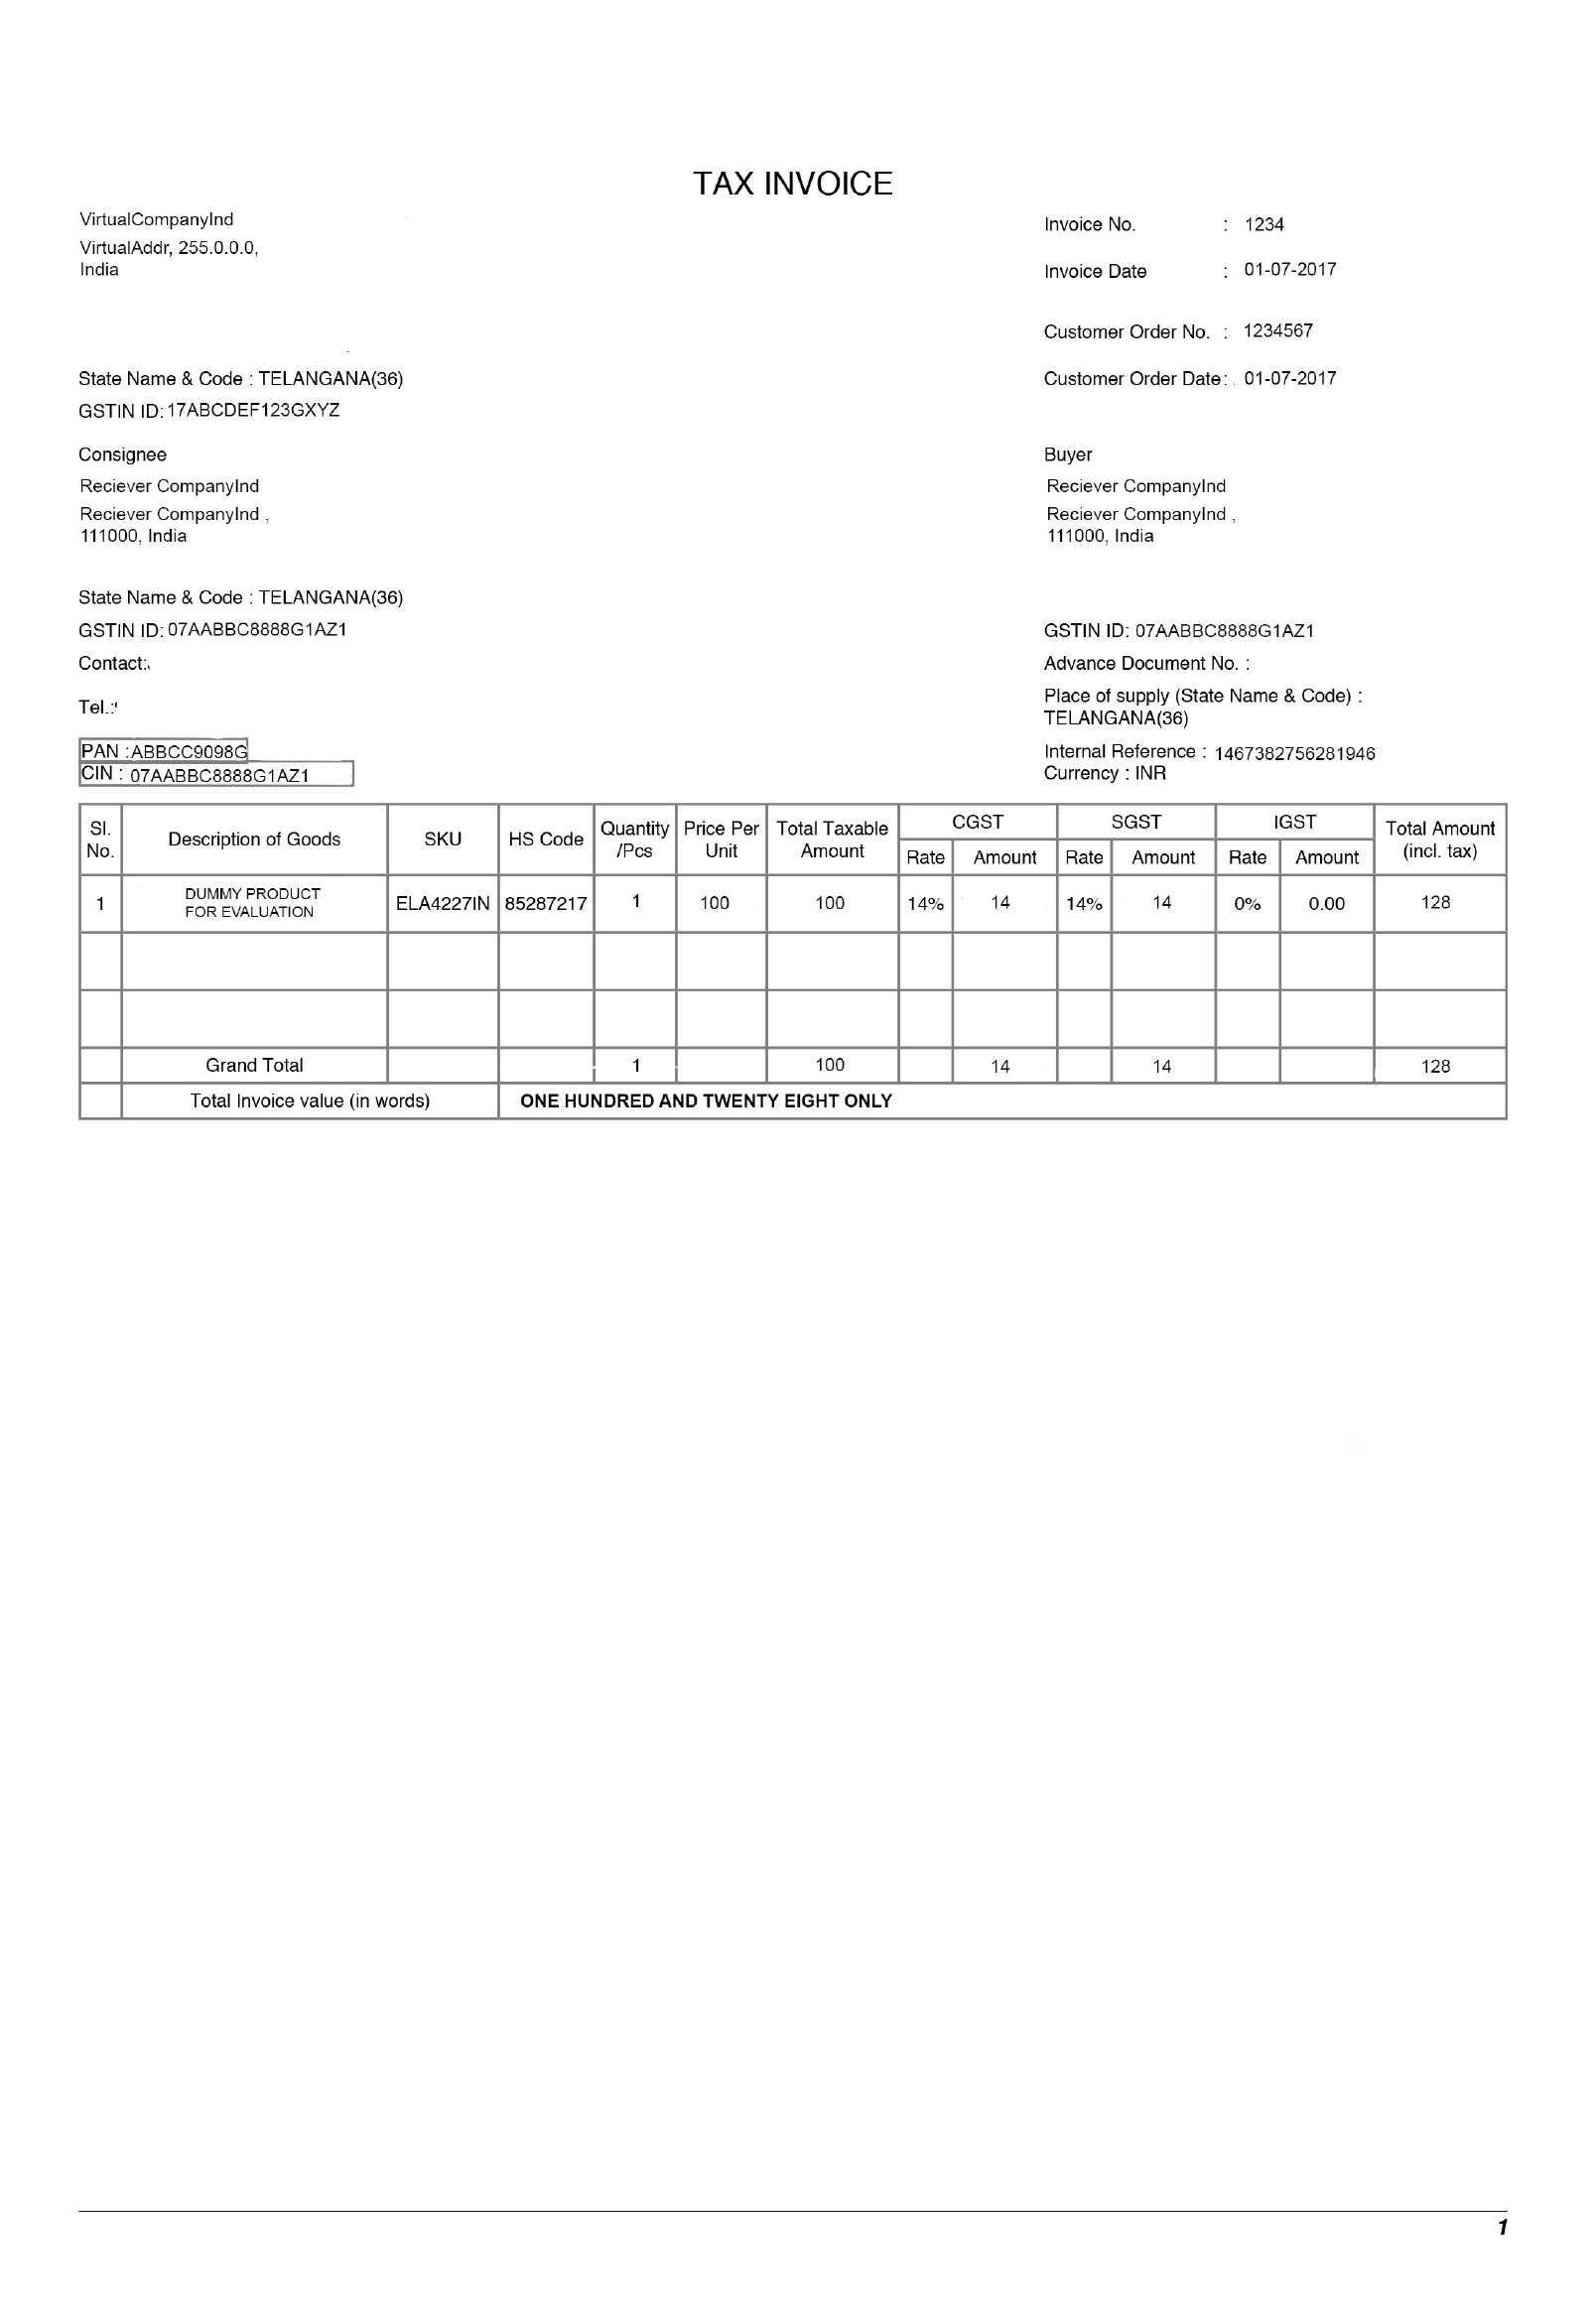 TAX INVOICE
VirtualCompanyInd
VirtualAddr, 255.0.0.0,
India
Invoice No. : 1234
Invoice Date : 01-07-2017
Customer Order No. : 1234567
Customer Order Date: 01-07-2017
State Name & Code : TELANGANA(36)
GSTIN ID: 17ABCDEF123GXYZ
Consignee
Reciever CompanyInd
Reciever CompanyInd ,
111000, India
State Name & Code : TELANGANA(36)
GSTIN ID: 07AABBC8888G1AZ1
Contact:
Tel.:
PAN : ABBCC9098G
CIN : 07AABBC8888G1AZ1
Buyer
Reciever CompanyInd
Reciever CompanyInd ,
111000, India
GSTIN ID: 07AABBC8888G1AZ1
Advance Document No. :
Place of supply (State Name & Code) :
TELANGANA(36)
Internal Reference : 1467382756281946
Currency : INR
Sl. No. Description of Goods SKU HS Code Quantity /Pcs Price Per Unit Total Taxable Amount CGST SGST IGST Total Amount (incl. tax)
Rate Amount Rate Amount Rate Amount
1 DUMMY PRODUCT FOR EVALUATION ELA4227IN 85287217 1 100 100 14% 14 14% 14 0% 0.00 128
Grand Total 1 100 14 14 128
Total Invoice value (in words) ONE HUNDRED AND TWENTY EIGHT ONLY
1